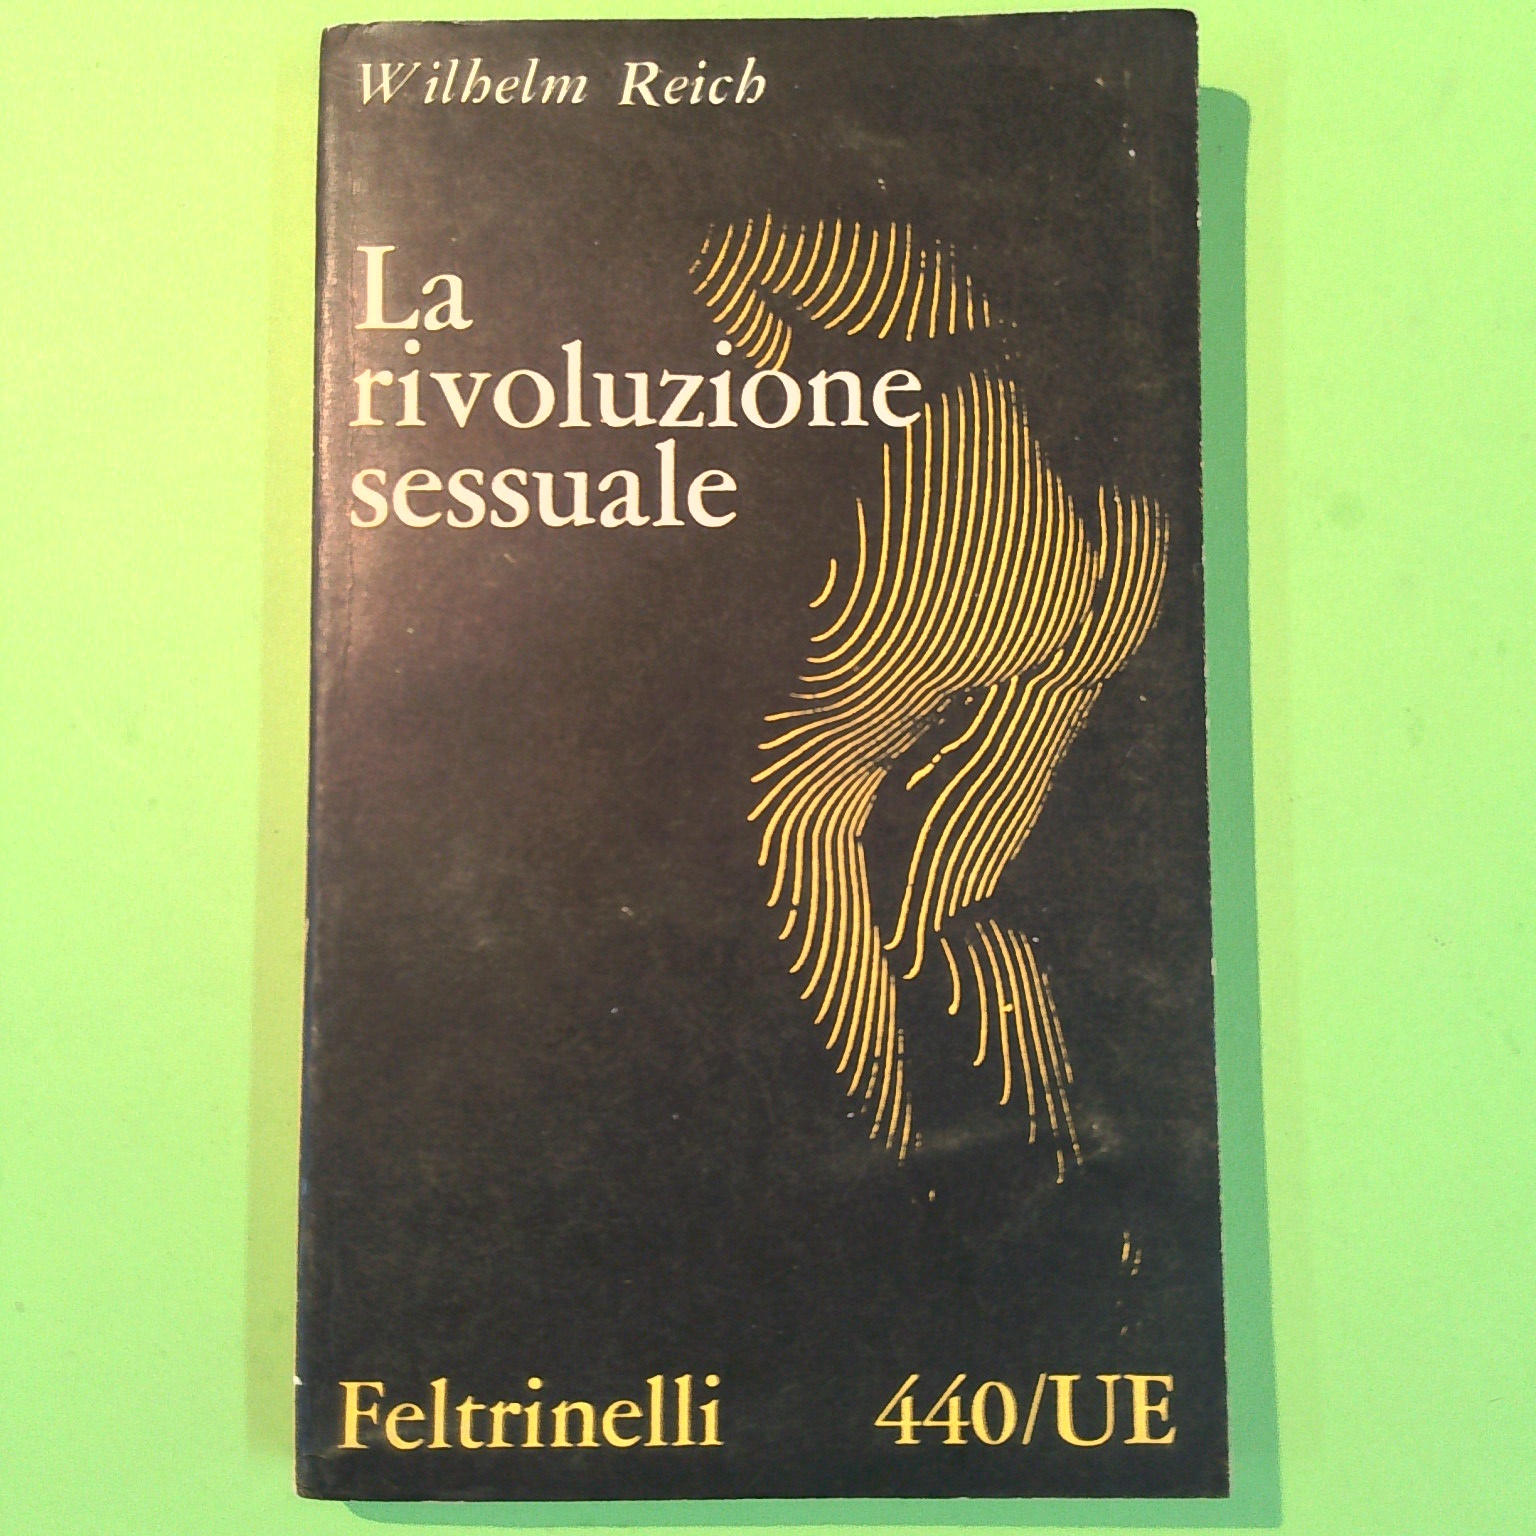 Wilhelm Reich
La
rivoluzione
sessuale
Feltrinelli 440/UE